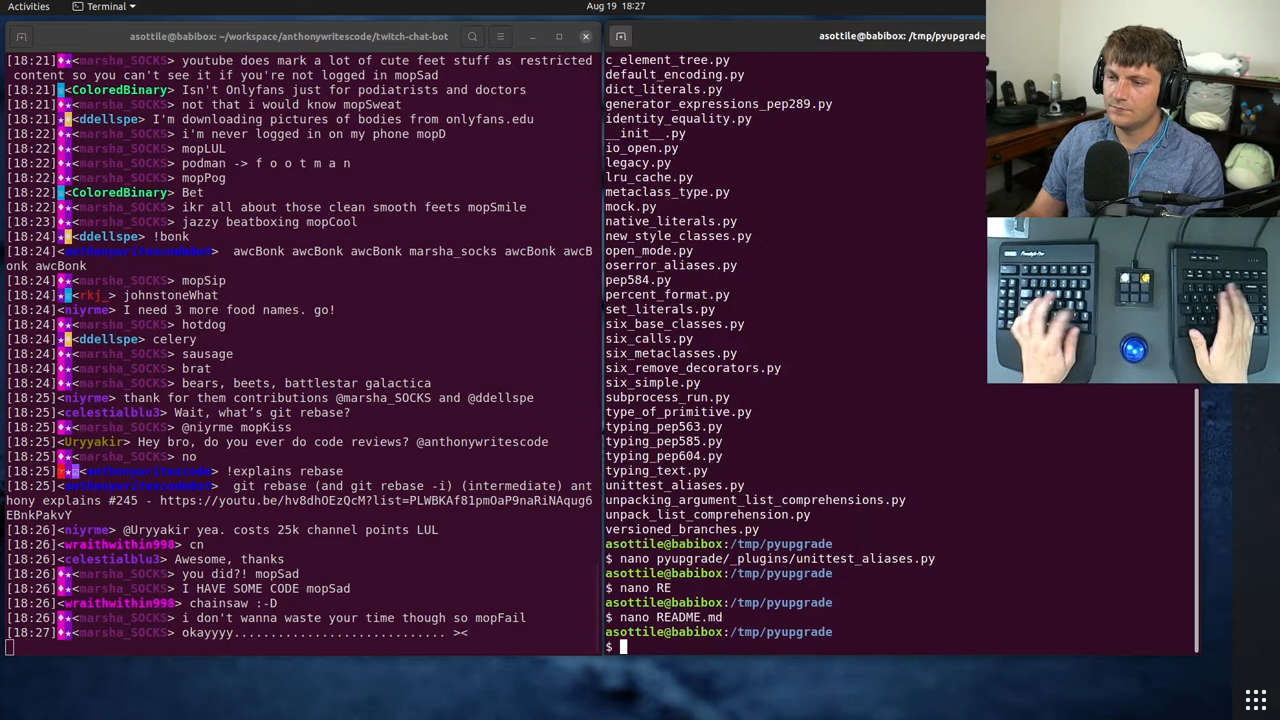 Activities
Terminal
Aug 19 18:27
asottile@babibox: ~/workspace/anthonywritescode/twitch-chat-bot
[18:21]<marsha_SOCKS> youtube does mark a lot of cute feet stuff as restricted
content so you can't see it if you're not logged in mopSad
[18:21]<ColoredBinary> Isn't Onlyfans just for podiatrists and doctors
[18:21]<marsha_SOCKS> not that i would know mopSweat
[18:21]<ddellspe> I'm downloading pictures of bodies from onlyfans.edu
[18:22]<marsha_SOCKS> i'm never logged in on my phone mopD
[18:22]<marsha_SOCKS> mopLUL
[18:22]<marsha_SOCKS> podman -> f o o t m a n
[18:22]<marsha_SOCKS> mopPog
[18:22]<ColoredBinary> Bet
[18:22]<marsha_SOCKS> ikr all about those clean smooth feets mopSmile
[18:23]<marsha_SOCKS> jazzy beatboxing mopCool
[18:24]<ddellspe> !bonk
[18:24]<anthonywritescodebot> awcBonk awcBonk awcBonk marsha_socks awcBonk awcB
onk awcBonk
[18:24]<marsha_SOCKS> mopSip
[18:24]<rkj_> johnstoneWhat
[18:24]<niyrme> I need 3 more food names. go!
[18:24]<marsha_SOCKS> hotdog
[18:24]<ddellspe> celery
[18:24]<marsha_SOCKS> sausage
[18:24]<marsha_SOCKS> brat
[18:24]<marsha_SOCKS> bears, beets, battlestar galactica
[18:25]<niyrme> thank for them contributions @marsha_SOCKS and @ddellspe
[18:25]<celestialblu3> Wait, what’s git rebase?
[18:25]<marsha_SOCKS> @niyrme mopKiss
[18:25]<Uryyakir> Hey bro, do you ever do code reviews? @anthonywritescode
[18:25]<marsha_SOCKS> no
[18:25]<anthonywritescode> !explains rebase
[18:25]<anthonywritescodebot> git rebase (and git rebase -i) (intermediate) ant
hony explains #245 - https://youtu.be/hv8dhOEzQcM?list=PLWBKAf81pmOaP9naRiNAqug6
EBnkPakvY
[18:26]<niyrme> @Uryyakir yea. costs 25k channel points LUL
[18:26]<wraithwithin998> cn
[18:26]<celestialblu3> Awesome, thanks
[18:26]<marsha_SOCKS> you did?! mopSad
[18:26]<marsha_SOCKS> I HAVE SOME CODE mopSad
[18:26]<wraithwithin998> chainsaw :-D
[18:26]<marsha_SOCKS> i don't wanna waste your time though so mopFail
[18:27]<marsha_SOCKS> okayyyy............................ ><
asottile@babibox: /tmp/pyupgrade
c_element_tree.py
default_encoding.py
dict_literals.py
generator_expressions_pep289.py
identity_equality.py
__init__.py
io_open.py
legacy.py
lru_cache.py
metaclass_type.py
mock.py
native_literals.py
new_style_classes.py
open_mode.py
oserror_aliases.py
pep584.py
percent_format.py
set_literals.py
six_base_classes.py
six_calls.py
six_metaclasses.py
six_remove_decorators.py
six_simple.py
subprocess_run.py
type_of_primitive.py
typing_pep563.py
typing_pep585.py
typing_pep604.py
typing_text.py
unittest_aliases.py
unpacking_argument_list_comprehensions.py
unpack_list_comprehension.py
versioned_branches.py
asottile@babibox:/tmp/pyupgrade
$ nano pyupgrade/_plugins/unittest_aliases.py
asottile@babibox:/tmp/pyupgrade
$ nano RE
asottile@babibox:/tmp/pyupgrade
$ nano README.md
asottile@babibox:/tmp/pyupgrade
$